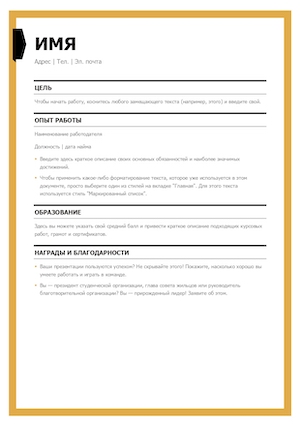 ИМЯ
Адрес | Тел. | Эл. почта
ЦЕЛЬ
Чтобы начать работу, коснитесь любого замещающего текста (например, этого) и введите свой.
ОПЫТ РАБОТЫ
Наименование работодателя
Должность | дата найма
• Введите здесь краткое описание своих основных обязанностей и наиболее значимых
достижений.
• Чтобы применить какое-либо форматирование текста, которое уже используется в этом
документе, просто выберите один из стилей на вкладке "Главная". Для этого текста
используется стиль "Маркированный список".
ОБРАЗОВАНИЕ
Здесь вы можете указать свой средний балл и привести краткое описание подходящих курсовых
работ, грамот и сертификатов.
НАГРАДЫ И БЛАГОДАРНОСТИ
• Ваши презентации пользуются успехом? Не скрывайте этого! Покажите, насколько хорошо вы
умеете работать и играть в команде.
• Вы — президент студенческой организации, глава совета жильцов или руководитель
благотворительной организации? Вы —прирожденный лидер! Заявите об этом.